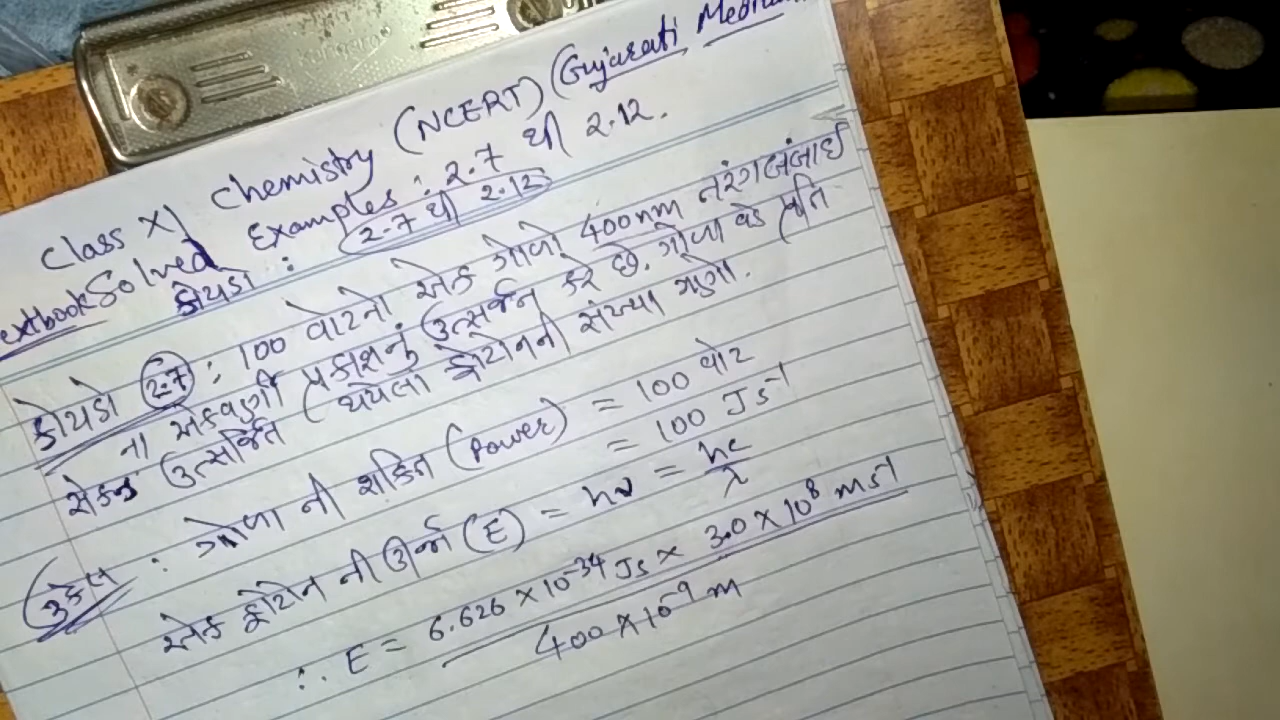 Class XI Chemistry (NCERT) (Gujarati Medium
Textbook Solved Examples : 2.7 થી 2.12.
કોયડો : (2.7 થી 2.12)
કોયડો 2.7 : 100 વોટનો એક ગોળો 400nm તરંગલંબાઈ
ના એકવર્ણી પ્રકાશનું ઉત્સર્જન કરે છે. ગોળા વડે પ્રતિ
સેકન્ડ ઉત્સર્જિત થયેલા ફોટોનની સંખ્યા ગણો.
ઉકેલ : ગોળા ની શકિત (Power) = 100 વોટ
= 100 Js⁻¹
એક ફોટોન ની ઊર્જા (E) = hν = hc/λ
∴ E = 6.626 × 10⁻³⁴ Js × 3.0 × 10⁸ ms⁻¹
400 × 10⁻⁹ m